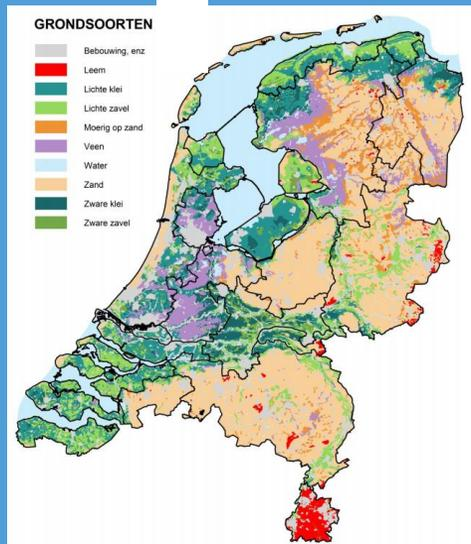 GRONDSOORTEN
Bebouwing, enz
Leem
Lichte klei
Lichte zavel
Moerig op zand
Veen
Water
Zand
Zware klei
Zware zavel